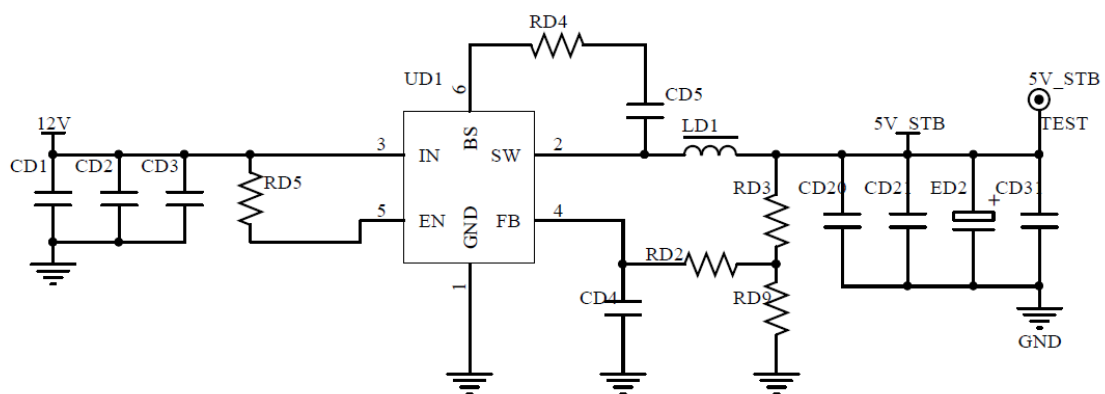 RD4
5V_STB
UD1
6
CD5
12V
5V_STB
TEST
LD1
CD1
CD2
CD3
3
IN
BS
SW
2
RD5
RD3
CD20
CD21
ED2
CD31
+
5
EN
GND
FB
4
RD2
CD4
RD9
1
GND